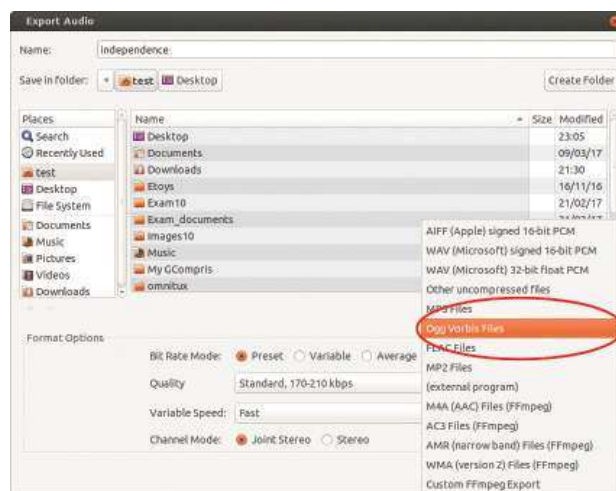 Export Audio
Name: Independence
Save in folder: test Desktop Create Folder
Places
Search
Recently Used
test
Desktop
File System
Documents
Music
Pictures
Videos
Downloads
Name Size Modified
Desktop 23:05
Documents 09/03/17
Downloads 21:30
Etoys 16/11/16
Exam10 21/02/17
Exam_documents
Images10
Music
My GCompris
omnitux
AIFF (Apple) signed 16-bit PCM
WAV (Microsoft) signed 16-bit PCM
WAV (Microsoft) 32-bit float PCM
Other uncompressed files
MP3 Files
Ogg Vorbis Files
FLAC Files
MP2 Files
(external program)
M4A (AAC) Files (FFmpeg)
AC3 Files (FFmpeg)
AMR (narrow band) Files (FFmpeg)
WMA (version 2) Files (FFmpeg)
Custom FFmpeg Export
Format Options
Bit Rate Mode: Preset Variable Average
Quality Standard, 170-210 kbps
Variable Speed: Fast
Channel Mode: Joint Stereo Stereo